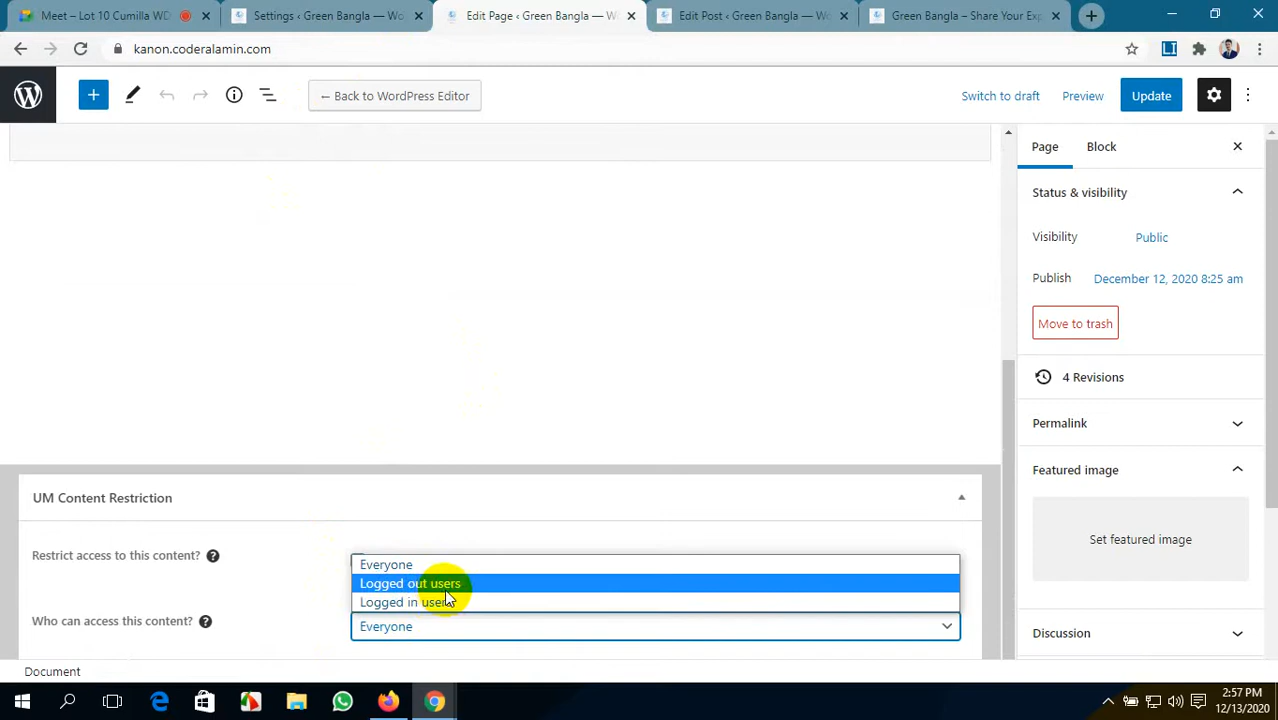 Meet – Lot 10 Cumilla WD
Settings ‹ Green Bangla — Wo
Edit Page ‹ Green Bangla — W
Edit Post ‹ Green Bangla — Wo
Green Bangla – Share Your Exp
kanon.coderalamin.com
← Back to WordPress Editor
Switch to draft
Preview
Update
Page
Block
Status & visibility
Visibility
Public
Publish
December 12, 2020 8:25 am
Move to trash
4 Revisions
Permalink
Featured image
Set featured image
Discussion
UM Content Restriction
Restrict access to this content?
Everyone
Logged out users
Logged in users
Who can access this content?
Everyone
Document
2:57 PM
12/13/2020